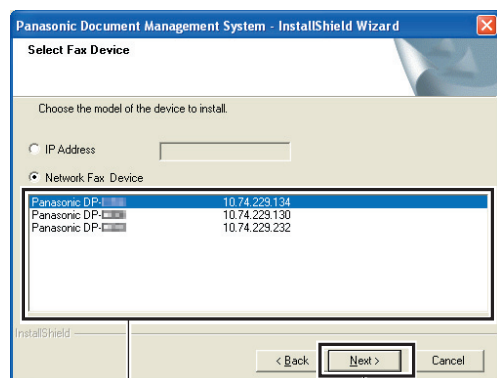 Panasonic Document Management System - InstallShield Wizard
Select Fax Device
Choose the model of the device to install.
IP Address
Network Fax Device
Panasonic DP- 10.74.229.134
Panasonic DP- 10.74.229.130
Panasonic DP- 10.74.229.232
InstallShield
< Back Next > Cancel